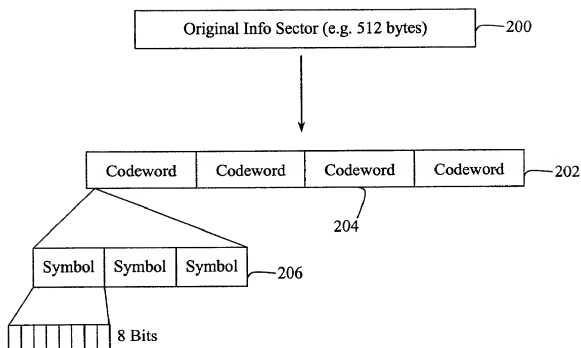 Original Info Sector (e.g. 512 bytes)
200
Codeword Codeword Codeword Codeword
202
204
Symbol Symbol Symbol
206
8 Bits